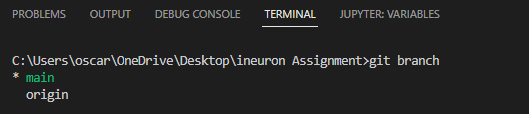 PROBLEMS OUTPUT DEBUG CONSOLE TERMINAL JUPYTER: VARIABLES
C:\Users\oscar\OneDrive\Desktop\ineuron Assignment>git branch
* main
  origin